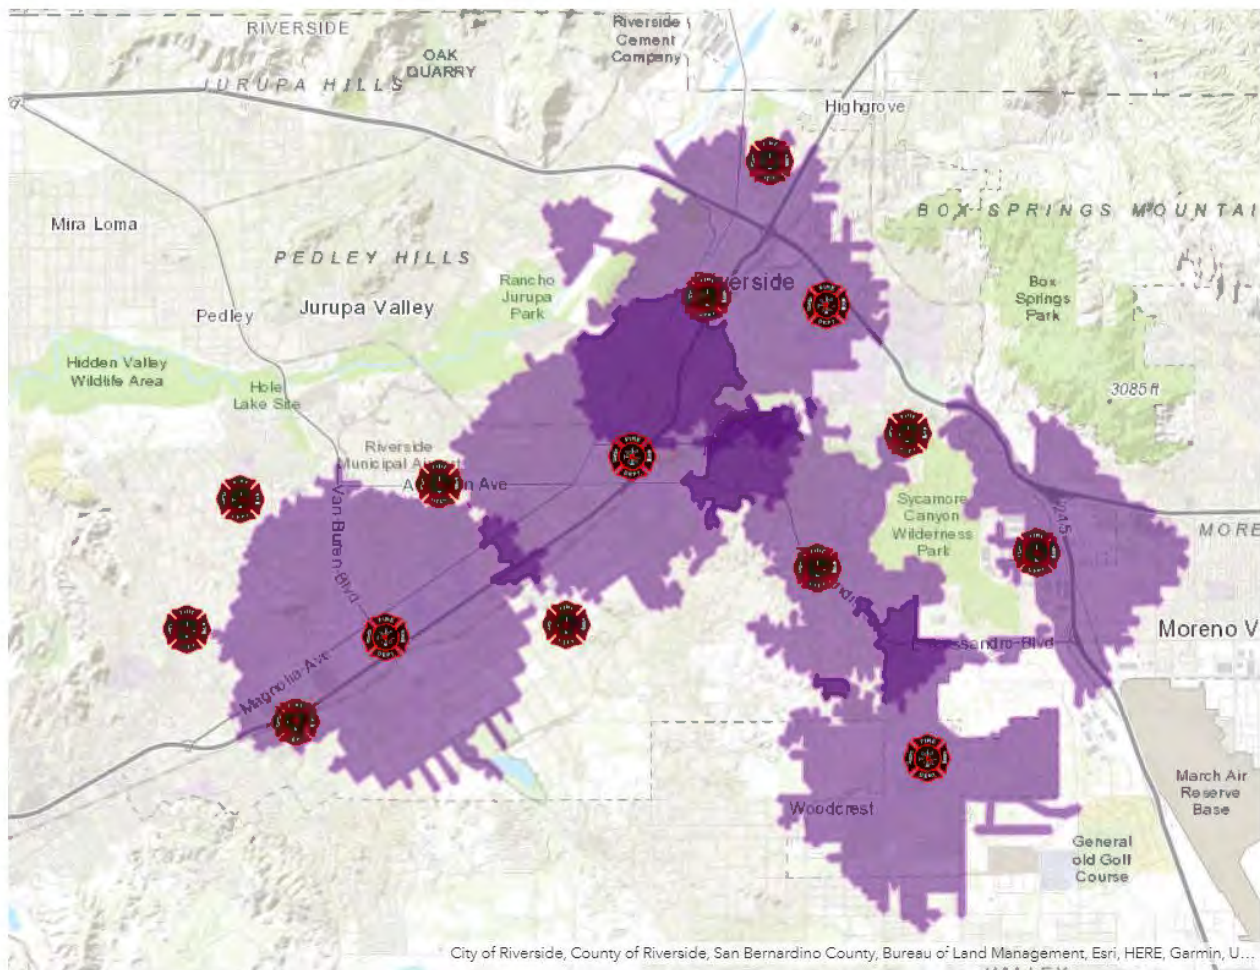 RIVERSIDE
Riverside
Cement
Company
OAK
QUARRY
JURUPA HILLS
Highgrove
Mira Loma
BOX SPRINGS MOUNTAI
PEDLEY HILLS
Rancho
Jurupa
Park
verside
Box
Springs
Park
Pedley
Jurupa Valley
Hidden Valley
Wildlife Area
Hole
Lake Site
3085 ft
Riverside
Municipal Air
Van Buren Blvd
Sycamore
Canyon
Wilderness
Park
MORE
Moreno V
Magnolia Ave
March Air
Reserve
Base
Woodcrest
General
old Golf
Course
City of Riverside, County of Riverside, San Bernardino County, Bureau of Land Management, Esri, HERE, Garmin, U...